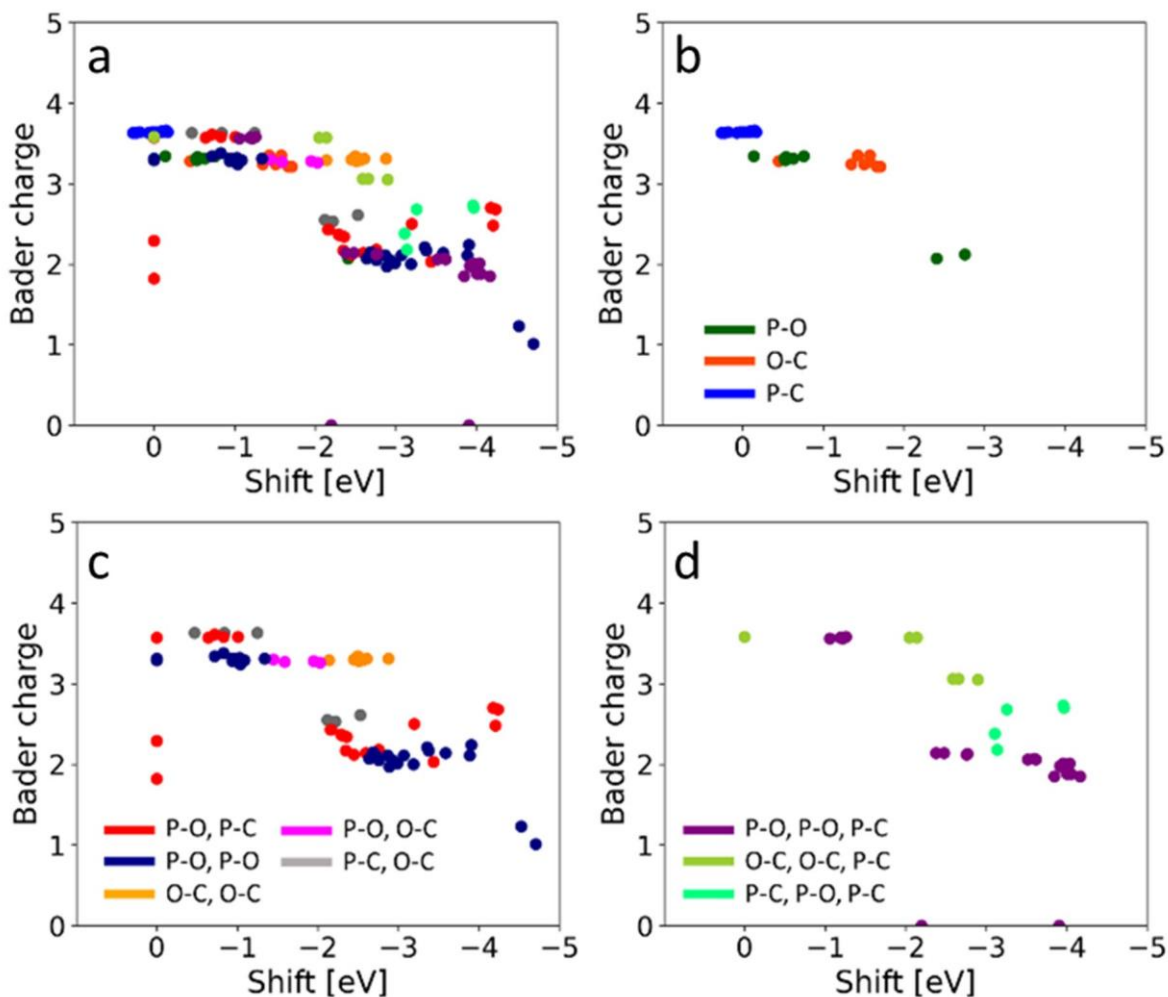 a
5
4
3
2
1
0
Bader charge
0 −1 −2 −3 −4 −5
Shift [eV]
b
5
4
3
2
1
0
Bader charge
P-O
O-C
P-C
0 −1 −2 −3 −4 −5
Shift [eV]
c
5
4
3
2
1
0
Bader charge
P-O, P-C
P-O, P-O
O-C, O-C
P-O, O-C
P-C, O-C
0 −1 −2 −3 −4 −5
Shift [eV]
d
5
4
3
2
1
0
Bader charge
P-O, P-O, P-C
O-C, O-C, P-C
P-C, P-O, P-C
0 −1 −2 −3 −4 −5
Shift [eV]